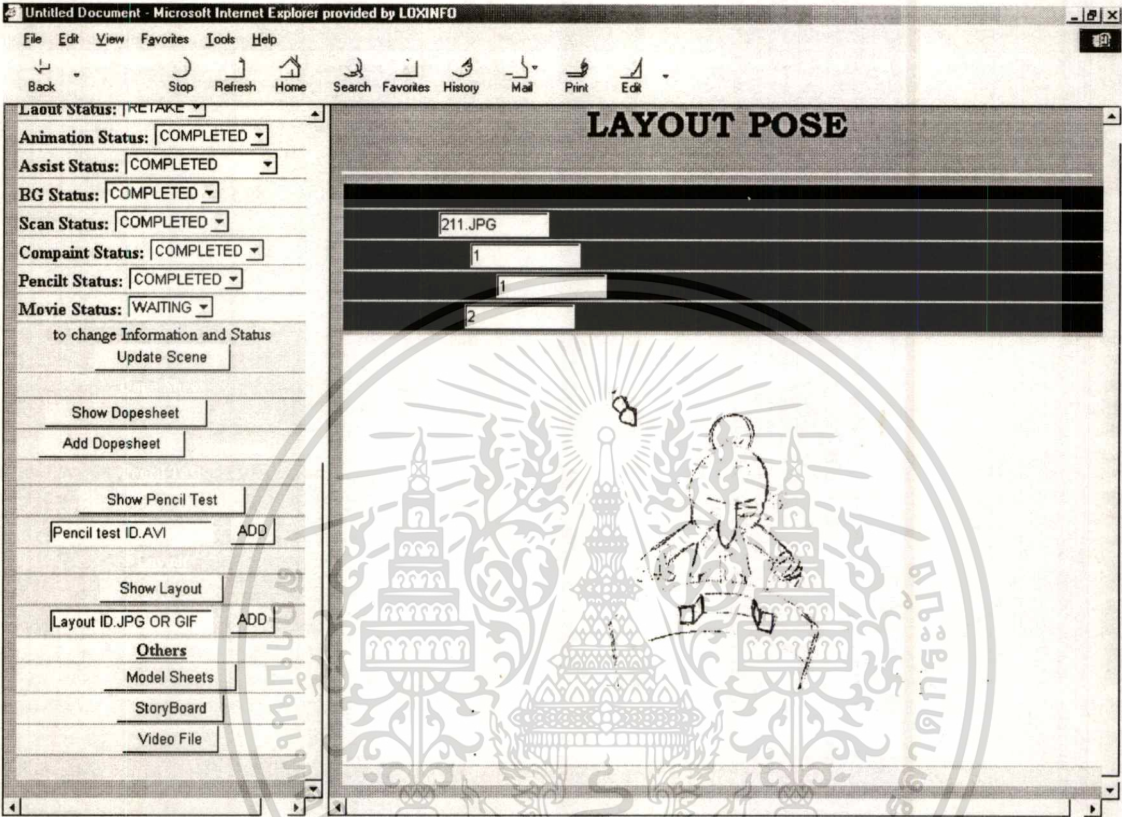 Untitled Document - Microsoft Internet Explorer provided by LOXINFO
File Edit View Favorites Tools Help
Back Stop Refresh Home Search Favorites History Mail Print Edit
Laout Status: RETAKE
Animation Status: COMPLETED
Assist Status: COMPLETED
BG Status: COMPLETED
Scan Status: COMPLETED
Compaint Status: COMPLETED
Pencilt Status: COMPLETED
Movie Status: WAITING
to change Information and Status
Update Scene
Show Dopesheet
Add Dopesheet
Show Pencil Test
Pencil test ID.AVI ADD
Show Layout
Layout ID.JPG OR GIF ADD
Others
Model Sheets
StoryBoard
Video File
LAYOUT POSE
211.JPG
1
1
2